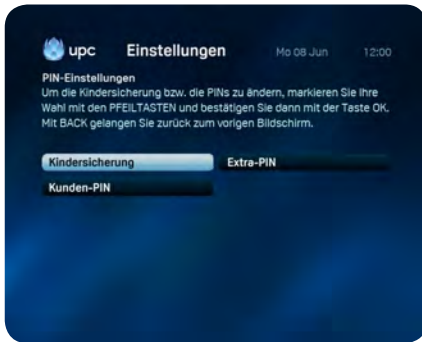 upc Einstellungen Mo 08 Jun 12:00
PIN-Einstellungen
Um die Kindersicherung bzw. die PINs zu ändern, markieren Sie Ihre
Wahl mit den PFEILTASTEN und bestätigen Sie dann mit der Taste OK.
Mit BACK gelangen Sie zurück zum vorigen Bildschirm.
Kindersicherung Extra-PIN
Kunden-PIN